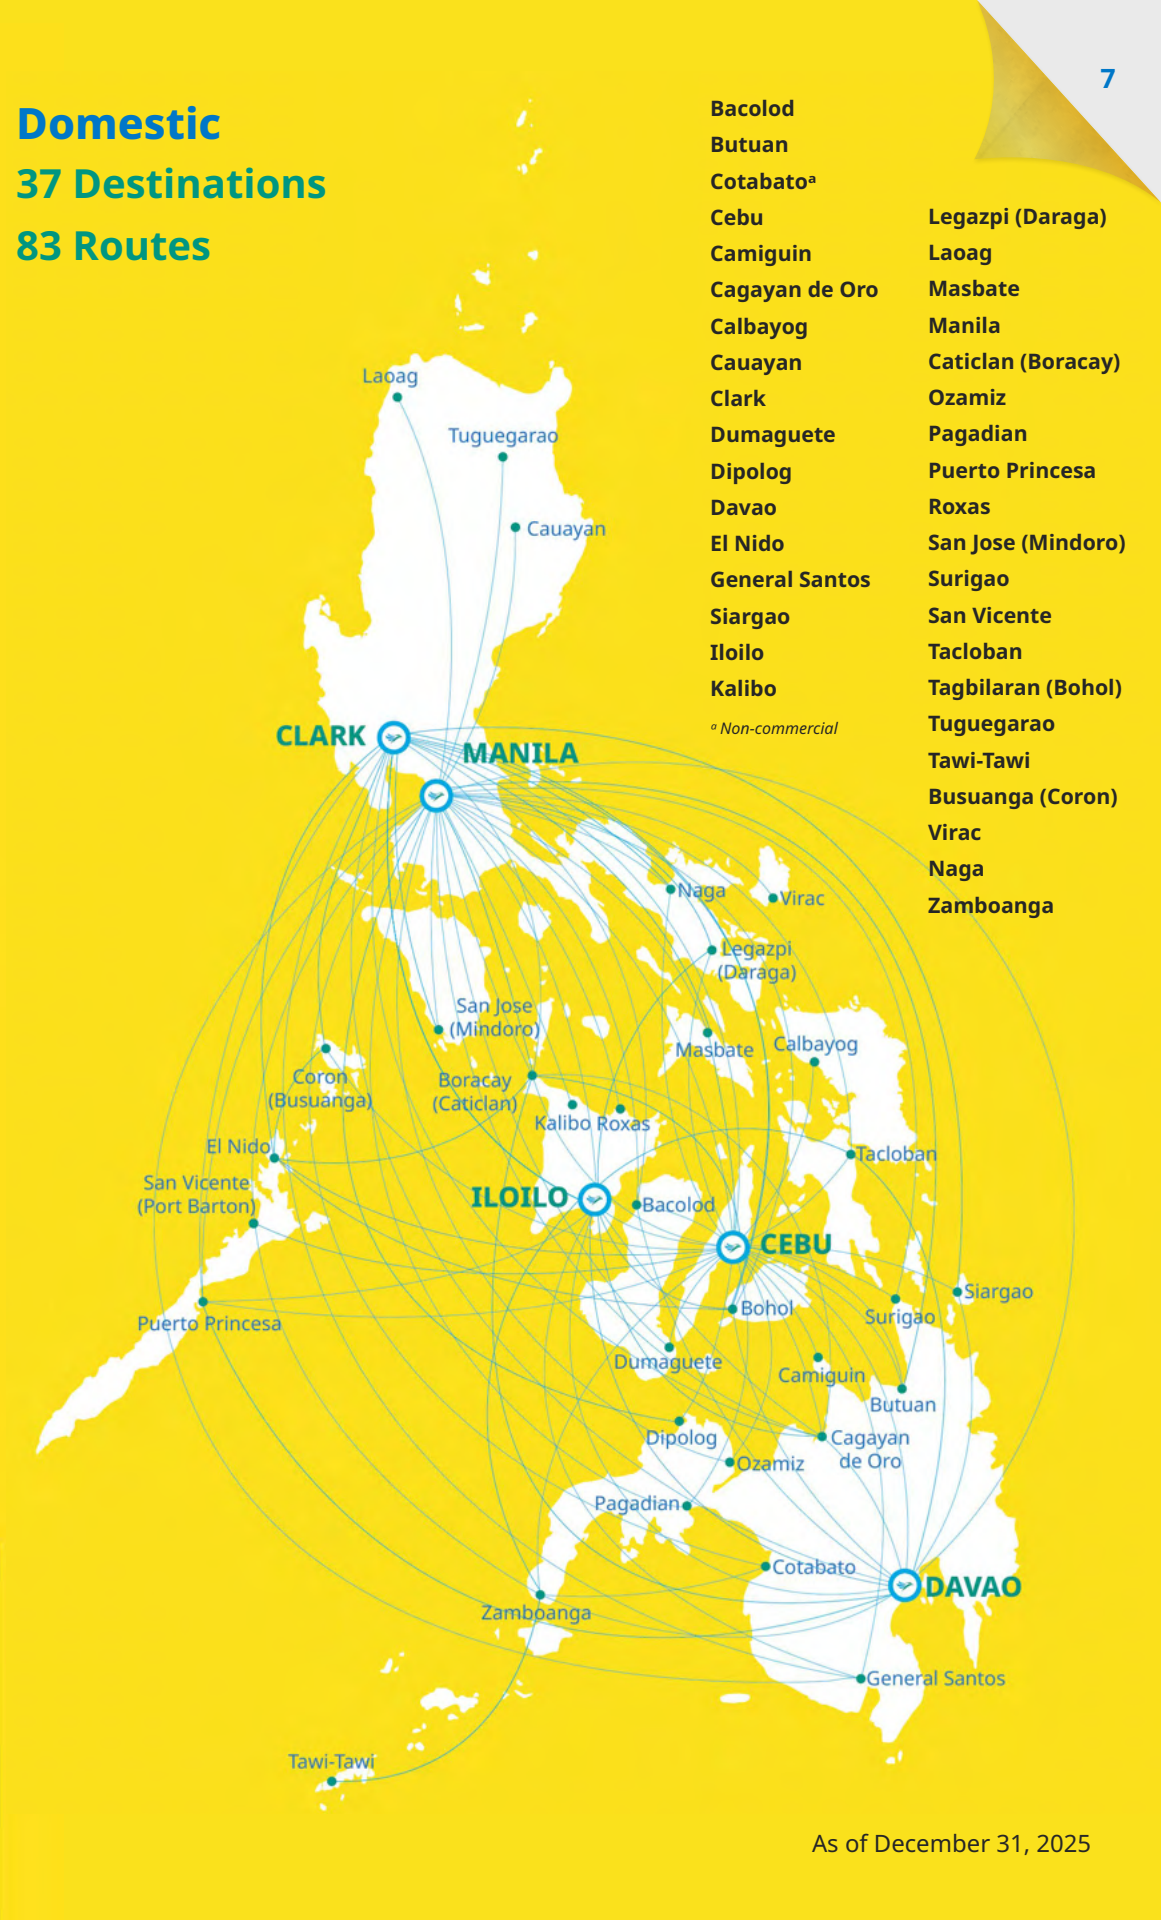 7
Domestic
37 Destinations
83 Routes
Bacolod
Butuan
Cotabatoᵃ
Cebu
Camiguin
Cagayan de Oro
Calbayog
Cauayan
Clark
Dumaguete
Dipolog
Davao
El Nido
General Santos
Siargao
Iloilo
Kalibo
ᵃ Non-commercial
Legazpi (Daraga)
Laoag
Masbate
Manila
Caticlan (Boracay)
Ozamiz
Pagadian
Puerto Princesa
Roxas
San Jose (Mindoro)
Surigao
San Vicente
Tacloban
Tagbilaran (Bohol)
Tuguegarao
Tawi-Tawi
Busuanga (Coron)
Virac
Naga
Zamboanga
Laoag
Tuguegarao
Cauayan
CLARK
MANILA
Naga
Virac
Legazpi
(Daraga)
San Jose
(Mindoro)
Masbate
Calbayog
Coron
(Busuanga)
Boracay
(Caticlan)
Kalibo
Roxas
El Nido
Tacloban
San Vicente
(Port Barton)
ILOILO
Bacolod
CEBU
Siargao
Bohol
Surigao
Puerto Princesa
Dumaguete
Camiguin
Butuan
Dipolog
Cagayan
de Oro
Ozamiz
Pagadian
Cotabato
DAVAO
Zamboanga
General Santos
Tawi-Tawi
As of December 31, 2025